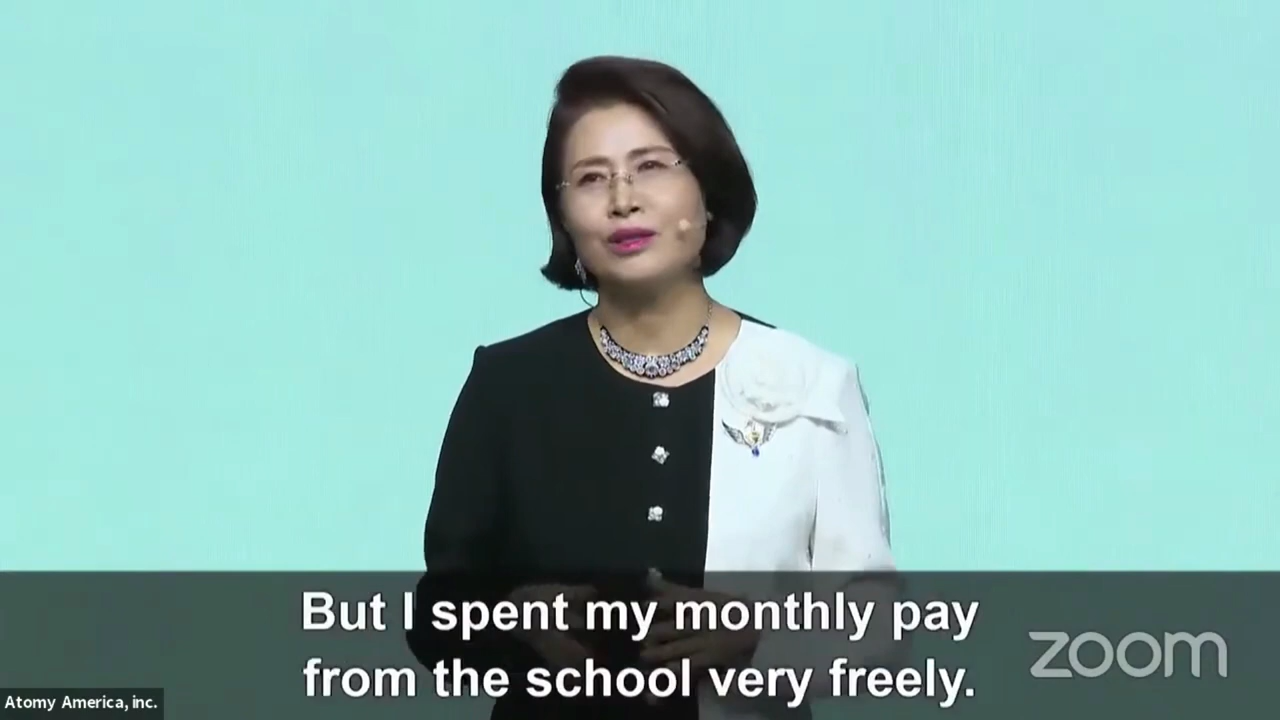 But I spent my monthly pay
from the school very freely.
zoom
Atomy America, inc.